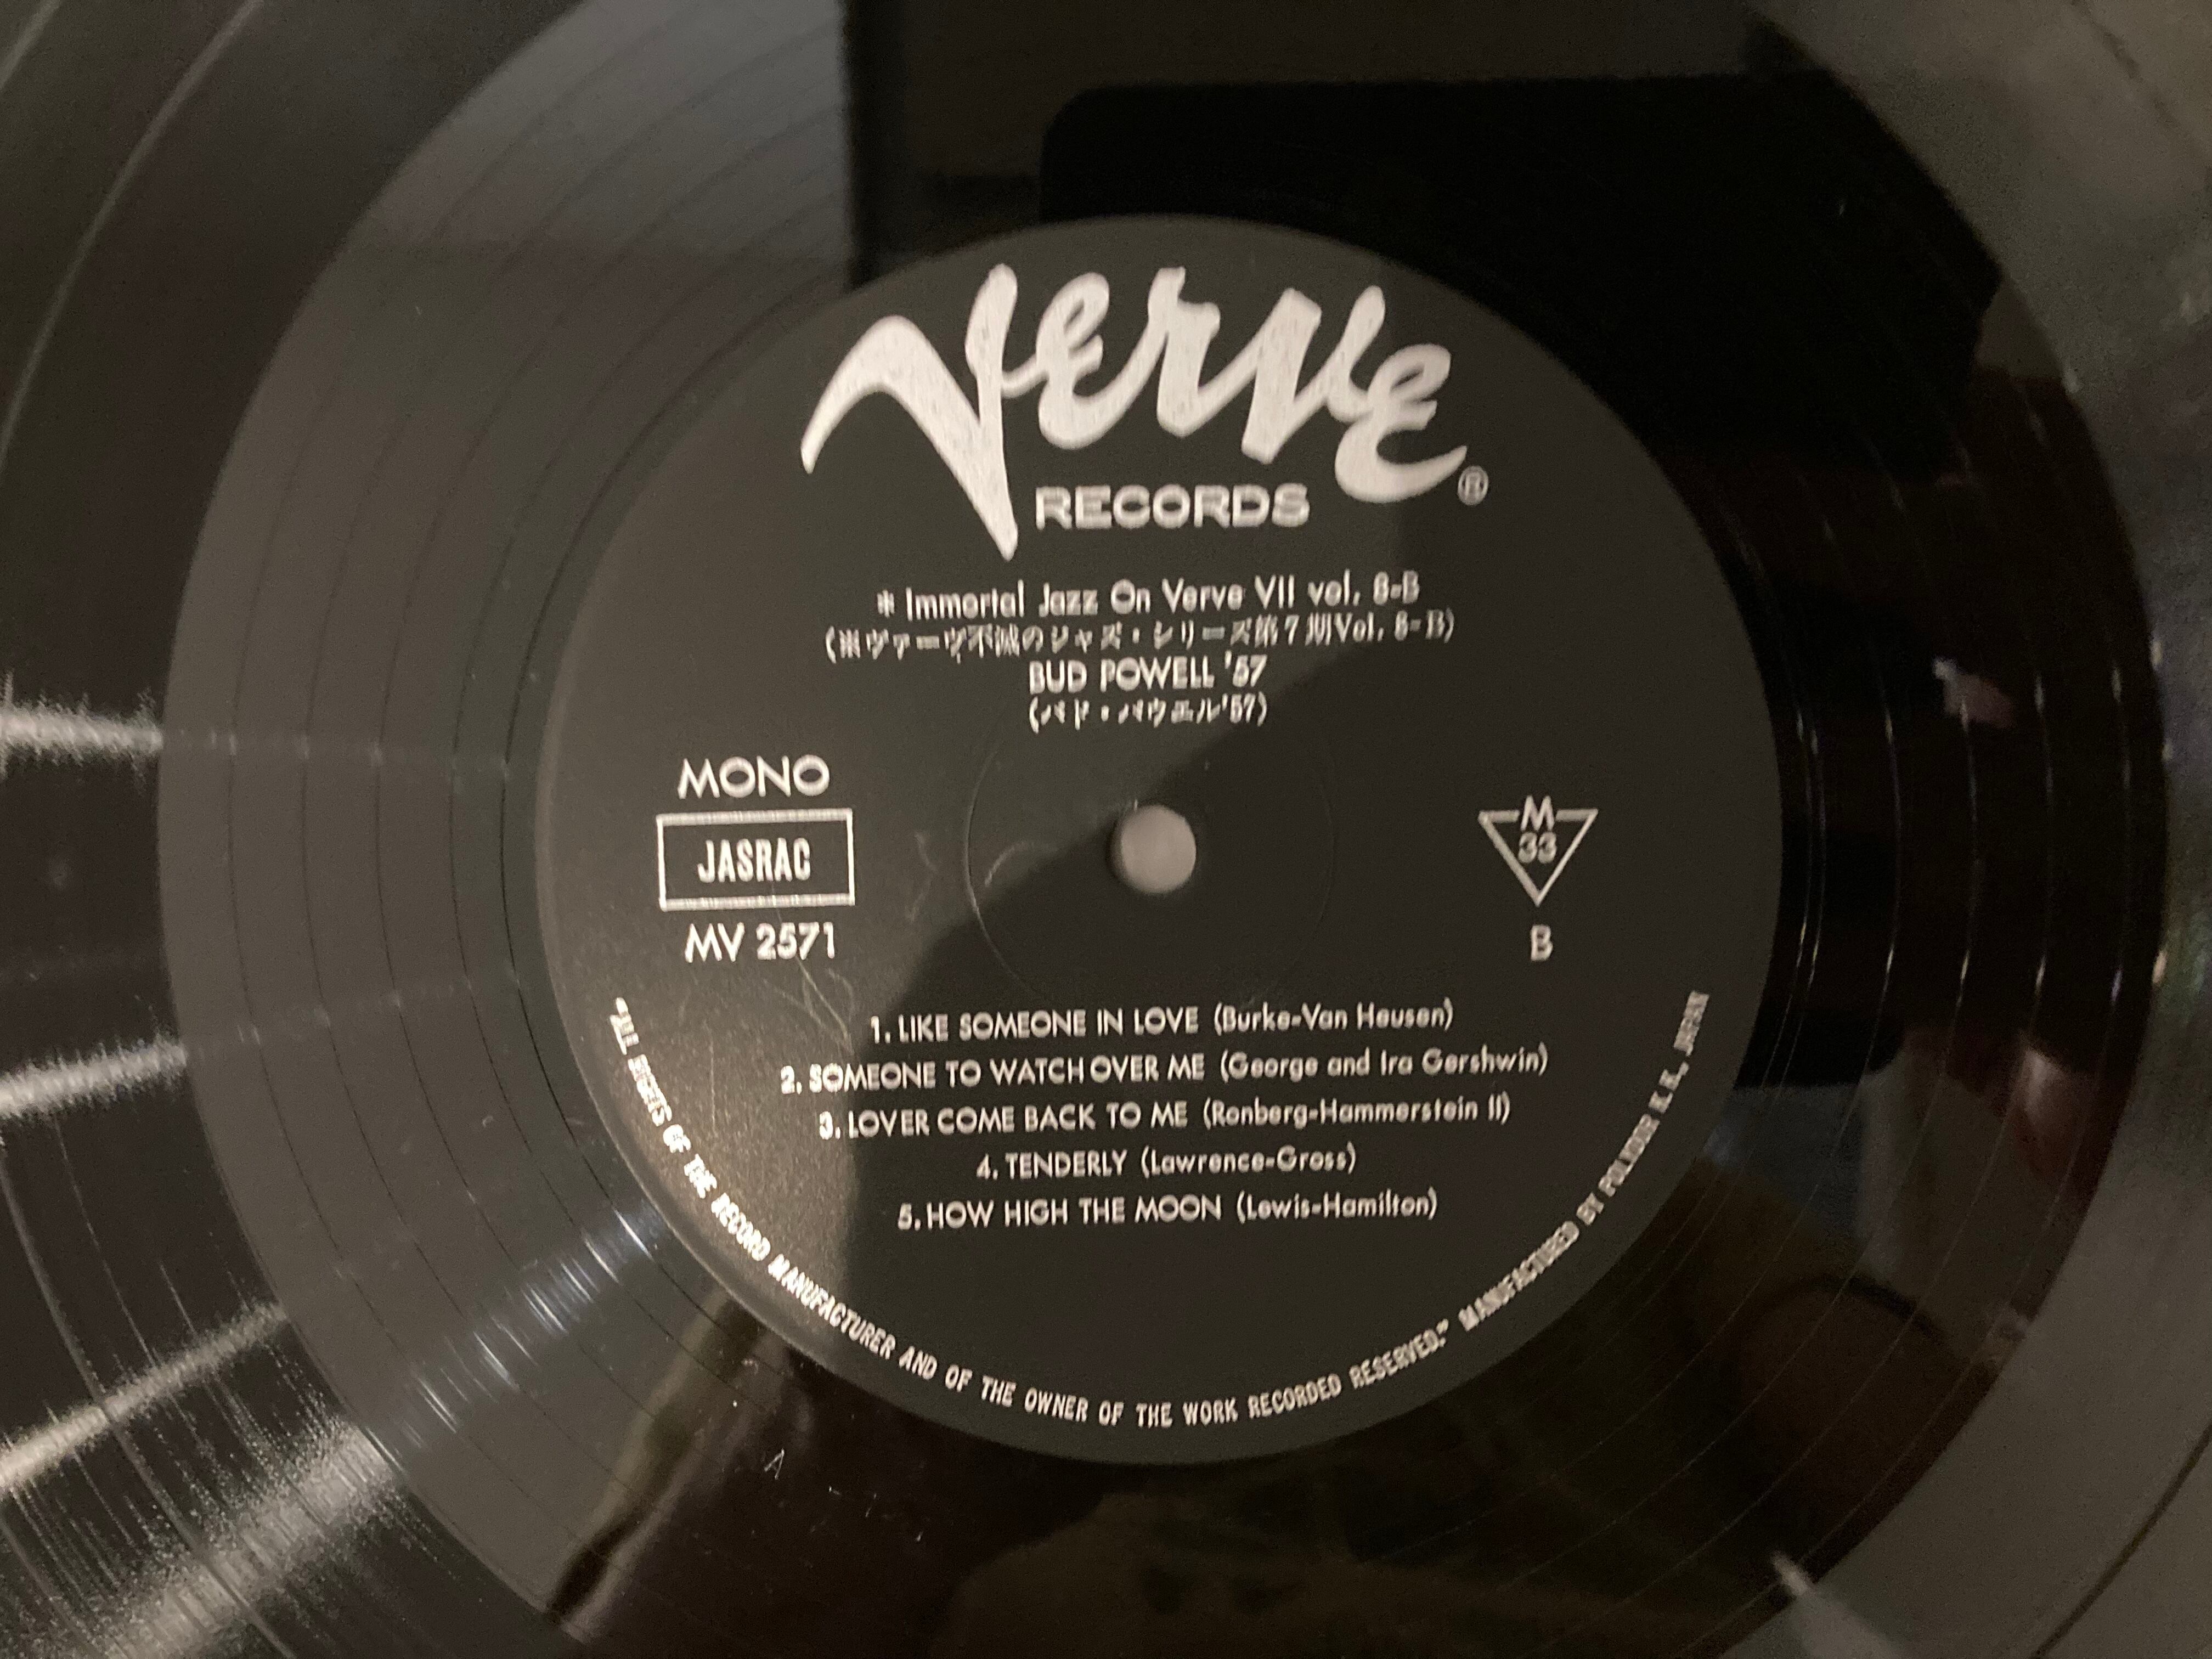 Verve ®
RECORDS
* Immortal Jazz On Verve VII vol. 8-B
(※ヴァーヴ不滅のジャズ・シリーズ第7期Vol. 8-B)
BUD POWELL '57
(バド・パウエル'57)
MONO
JASRAC
MV 2571
M
33
B
1. LIKE SOMEONE IN LOVE (Burke-Van Heusen)
2. SOMEONE TO WATCH OVER ME (George and Ira Gershwin)
3. LOVER COME BACK TO ME (Ronberg-Hammerstein II)
4. TENDERLY (Lawrence-Gross)
5. HOW HIGH THE MOON (Lewis-Hamilton)
"ALL RIGHTS OF THE RECORD MANUFACTURER AND OF THE OWNER OF THE WORK RECORDED RESERVED." MANUFACTURED BY POLYDOR K.K., JAPAN
A